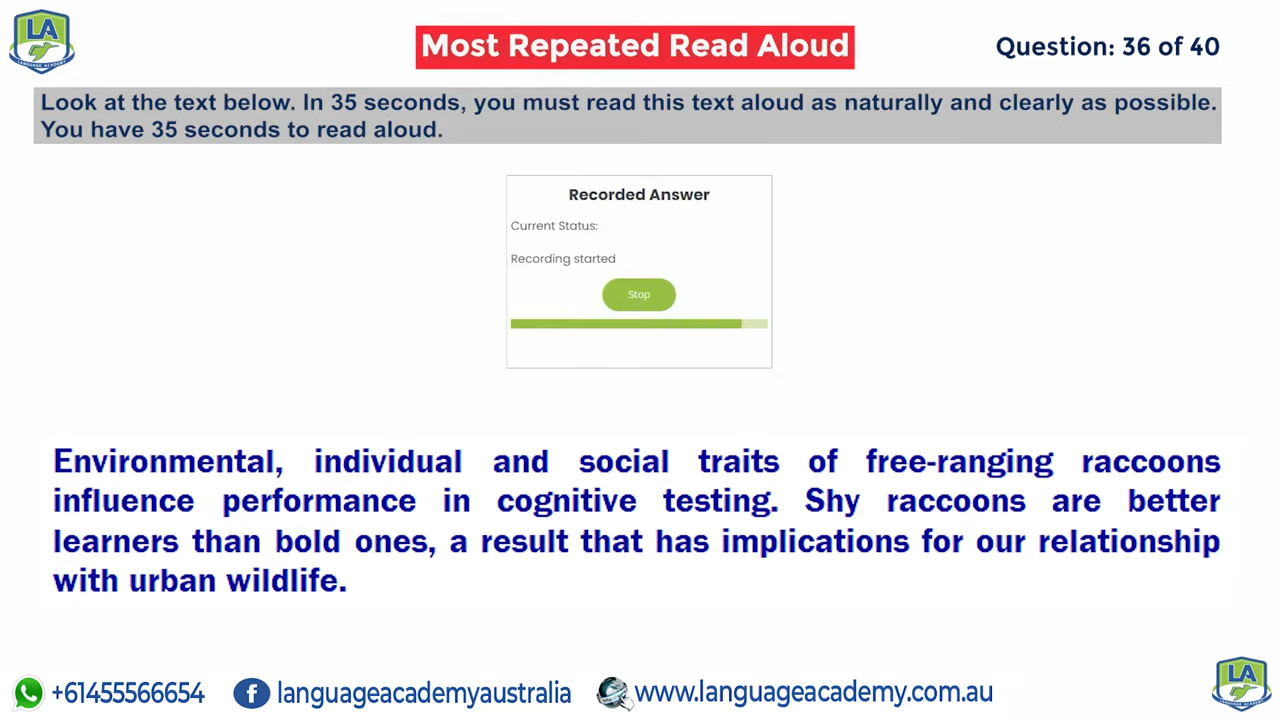 LA
LANGUAGE ACADEMY
Most Repeated Read Aloud
Question: 36 of 40
Look at the text below. In 35 seconds, you must read this text aloud as naturally and clearly as possible.
You have 35 seconds to read aloud.
Recorded Answer
Current Status:
Recording started
Stop
Environmental, individual and social traits of free-ranging raccoons
influence performance in cognitive testing. Shy raccoons are better
learners than bold ones, a result that has implications for our relationship
with urban wildlife.
+61455566654
languageacademyaustralia
www.languageacademy.com.au
LA
LANGUAGE ACADEMY